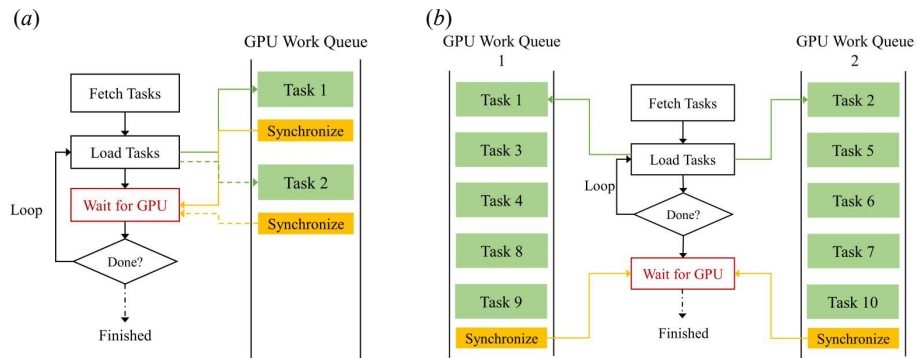 (a)
GPU Work Queue
Fetch Tasks
Load Tasks
Wait for GPU
Loop
Done?
Finished
Task 1
Synchronize
Task 2
Synchronize
(b)
GPU Work Queue
1
Task 1
Task 3
Task 4
Task 8
Task 9
Synchronize
Fetch Tasks
Load Tasks
Loop
Done?
Wait for GPU
Finished
GPU Work Queue
2
Task 2
Task 5
Task 6
Task 7
Task 10
Synchronize